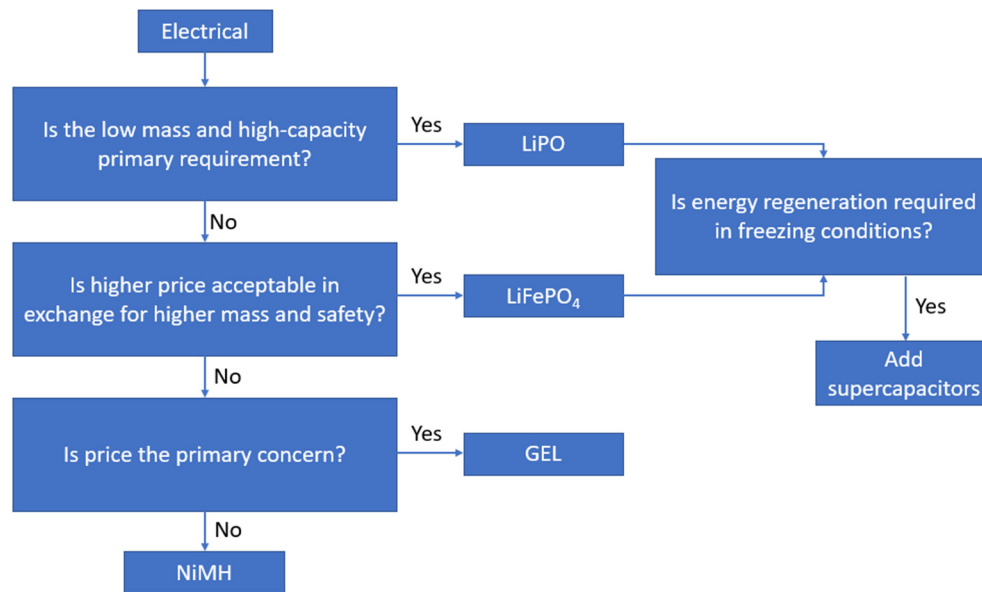 Electrical
Is the low mass and high-capacity
primary requirement?
Yes
LiPO
Is energy regeneration required
in freezing conditions?
No
Is higher price acceptable in
exchange for higher mass and safety?
Yes
LiFePO₄
Yes
Add
supercapacitors
No
Is price the primary concern?
Yes
GEL
No
NiMH